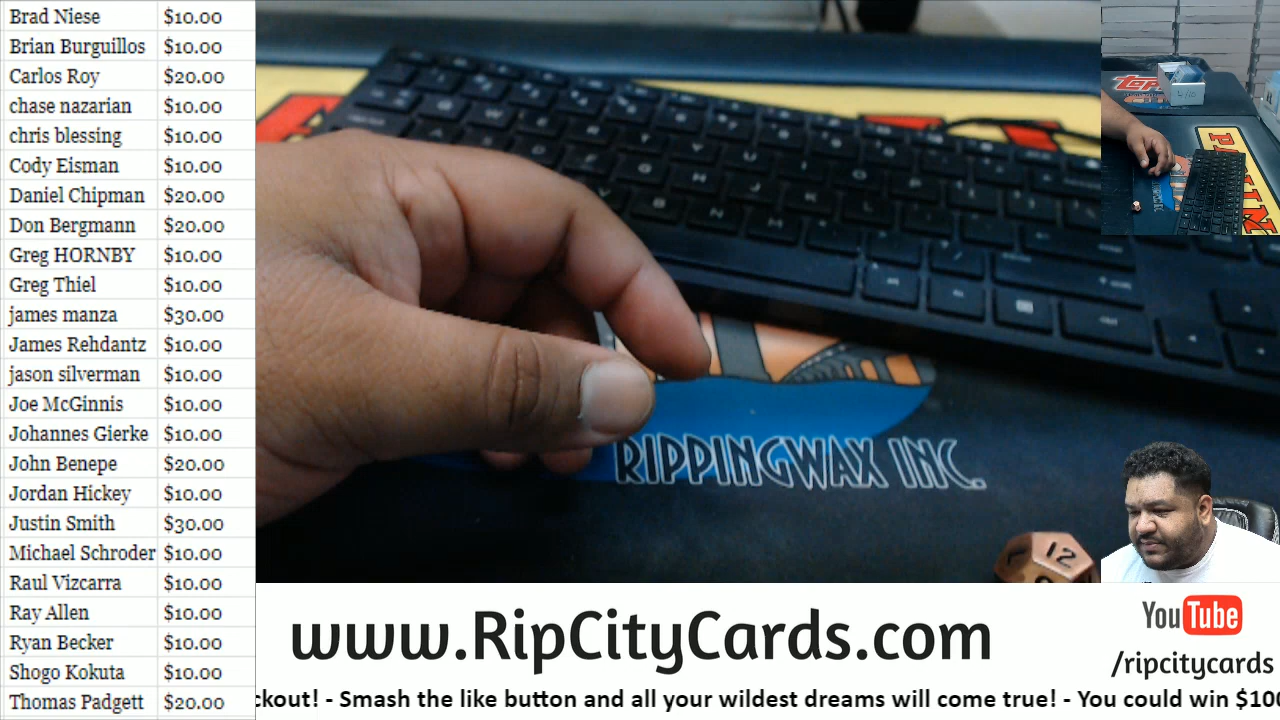 Brad Niese $10.00
Brian Burguillos $10.00
Carlos Roy $20.00
chase nazarian $10.00
chris blessing $10.00
Cody Eisman $10.00
Daniel Chipman $20.00
Don Bergmann $20.00
Greg HORNBY $10.00
Greg Thiel $10.00
james manza $30.00
James Rehdantz $10.00
jason silverman $10.00
Joe McGinnis $10.00
Johannes Gierke $10.00
John Benepe $20.00
Jordan Hickey $10.00
Justin Smith $30.00
Michael Schroder $10.00
Raul Vizcarra $10.00
Ray Allen $10.00
Ryan Becker $10.00
Shogo Kokuta $10.00
Thomas Padgett $20.00
RIPPINGWAX INC.
12
www.RipCityCards.com
YouTube
/ripcitycards
ckout! - Smash the like button and all your wildest dreams will come true! - You could win $100